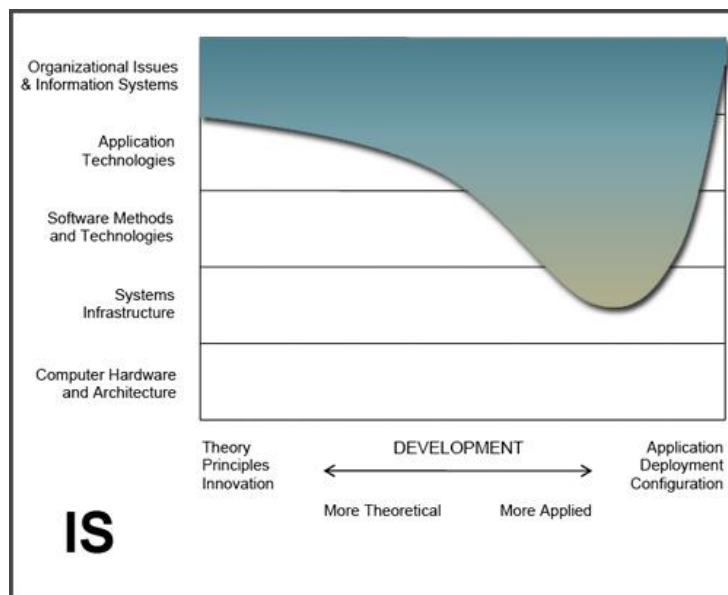 Organizational Issues
& Information Systems
Application
Technologies
Software Methods
and Technologies
Systems
Infrastructure
Computer Hardware
and Architecture
Theory
Principles
Innovation
DEVELOPMENT
More Theoretical
More Applied
Application
Deployment
Configuration
IS